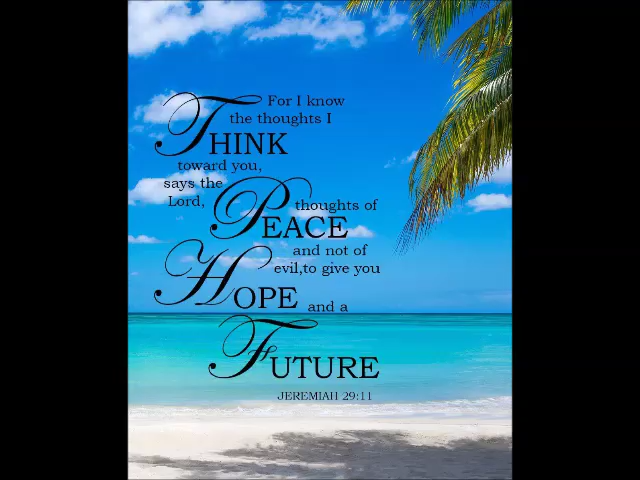 For I know
the thoughts I
THINK
toward you,
says the
Lord,
thoughts of
PEACE
and not of
evil,to give you
HOPE and a
FUTURE
JEREMIAH 29:11